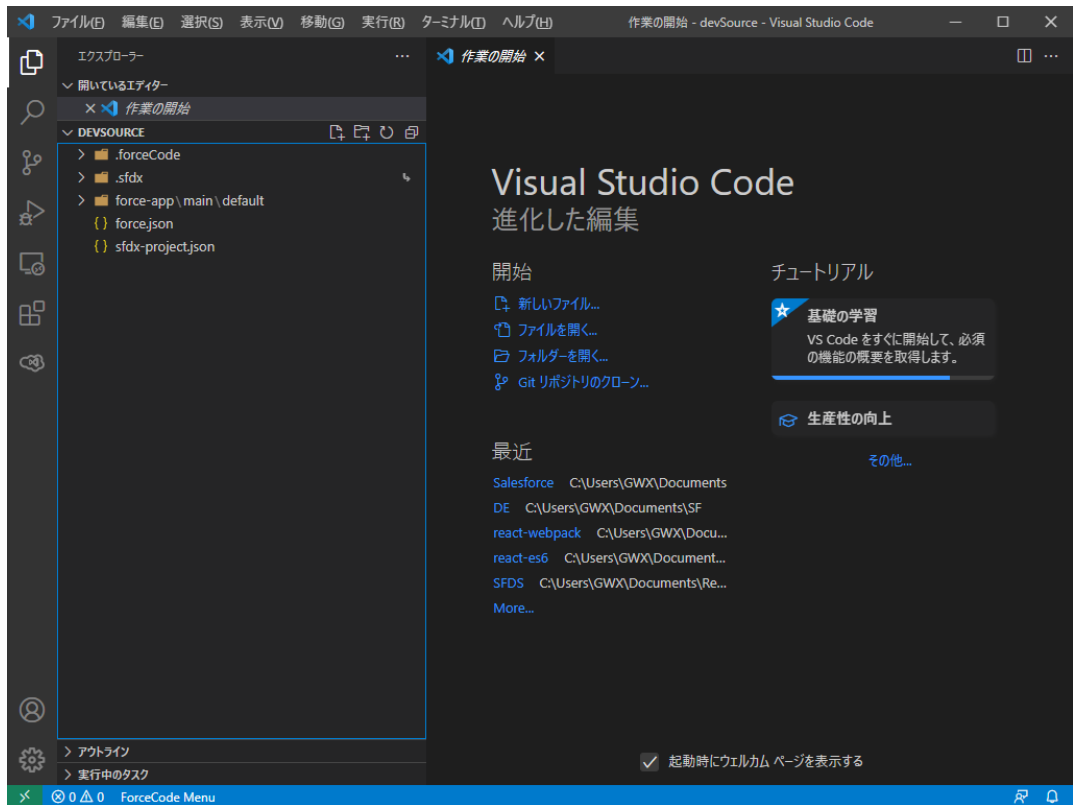 ファイル(F) 編集(E) 選択(S) 表示(V) 移動(G) 実行(R) ターミナル(T) ヘルプ(H) 作業の開始 - devSource - Visual Studio Code
エクスプローラー
作業の開始
開いているエディター
作業の開始
DEVSOURCE
.forceCode
.sfdx
force-app\main\default
{ } force.json
{ } sfdx-project.json
アウトライン
実行中のタスク
Visual Studio Code
進化した編集
開始
新しいファイル...
ファイルを開く...
フォルダーを開く...
Git リポジトリのクローン...
最近
Salesforce C:\Users\GWX\Documents
DE C:\Users\GWX\Documents\SF
react-webpack C:\Users\GWX\Docu...
react-es6 C:\Users\GWX\Document...
SFDS C:\Users\GWX\Documents\Re...
More...
チュートリアル
基礎の学習
VS Code をすぐに開始して、必須
の機能の概要を取得します。
生産性の向上
その他...
起動時にウェルカム ページを表示する
0 0 ForceCode Menu